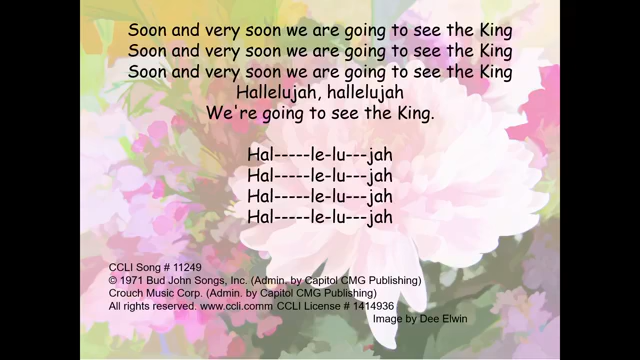 Soon and very soon we are going to see the King
Soon and very soon we are going to see the King
Soon and very soon we are going to see the King
Hallelujah, hallelujah
We're going to see the King.
Hal-----le-lu---jah
Hal-----le-lu---jah
Hal-----le-lu---jah
Hal-----le-lu---jah
CCLI Song # 11249
© 1971 Bud John Songs, Inc. (Admin. by Capitol CMG Publishing)
Crouch Music Corp. (Admin. by Capitol CMG Publishing)
All rights reserved. www.ccli.comm CCLI License # 1414936
Image by Dee Elwin